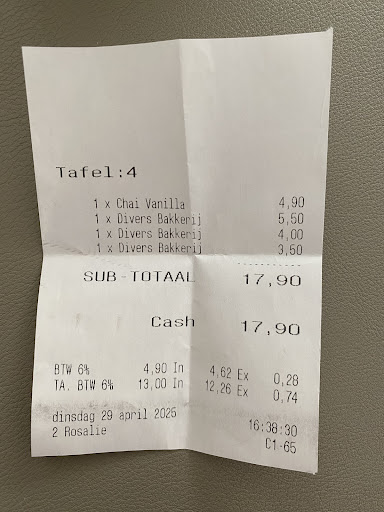 Tafel:4
1 x Chai Vanilla 4,90
1 x Divers Bakkerij 5,50
1 x Divers Bakkerij 4,00
1 x Divers Bakkerij 3,50
SUB-TOTAAL 17,90
Cash 17,90
BTW 6% 4,90 In 4,62 Ex 0,28
TA. BTW 6% 13,00 In 12,26 Ex 0,74
dinsdag 29 april 2025 16:38:30
2 Rosalie C1-65